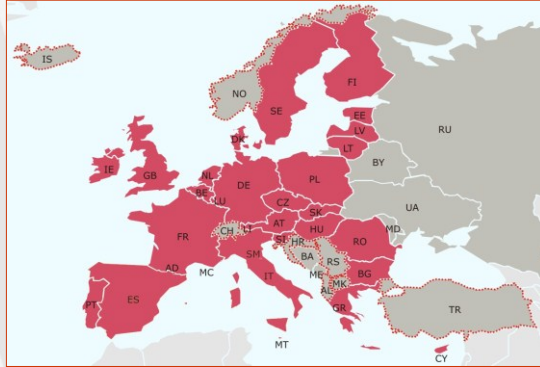 IS
NO
FI
SE
RU
EE
LV
LT
DK
BY
IE
GB
NL
BE
LU
DE
PL
UA
CZ
SK
MD
FR
CH
LI
AT
HU
RO
SI
HR
BA
RS
SM
AD
MC
ME
BG
IT
MK
AL
PT
ES
GR
TR
MT
CY